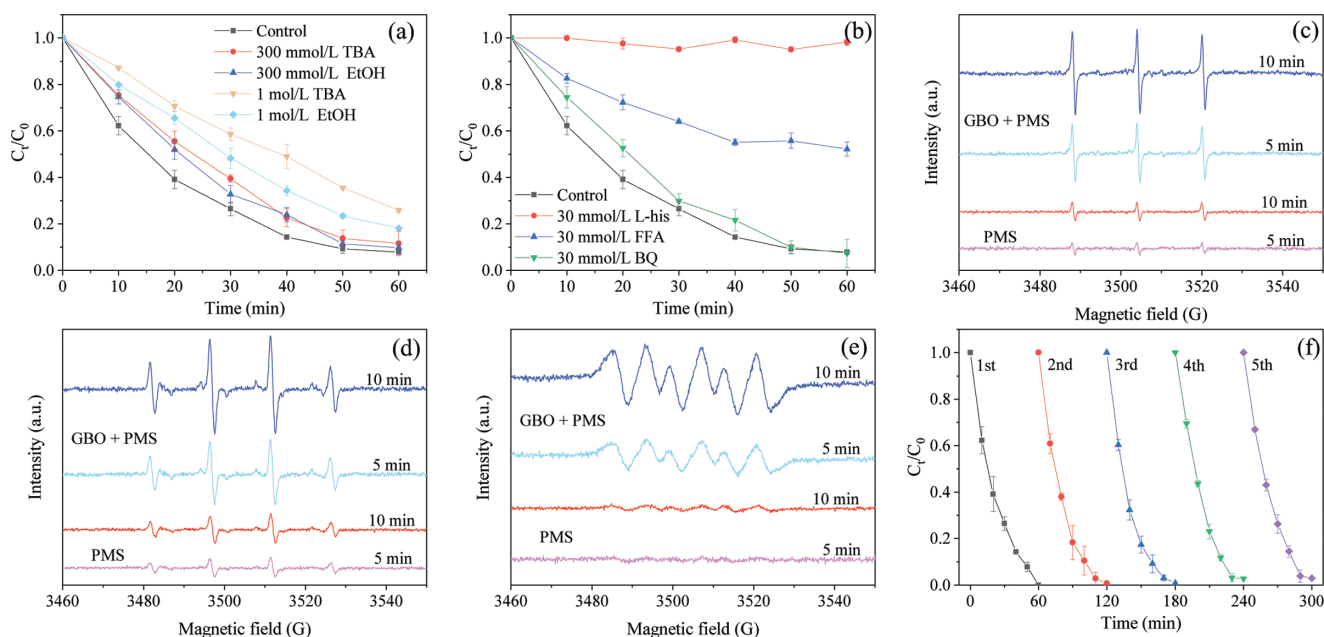 (a)
Control
300 mmol/L TBA
300 mmol/L EtOH
1 mol/L TBA
1 mol/L EtOH
1.0
0.8
0.6
0.4
0.2
0.0
Cₜ/C₀
0 10 20 30 40 50 60
Time (min)
(b)
Control
30 mmol/L L-his
30 mmol/L FFA
30 mmol/L BQ
1.0
0.8
0.6
0.4
0.2
0.0
Cₜ/C₀
0 10 20 30 40 50 60
Time (min)
(c)
10 min
GBO + PMS
5 min
10 min
PMS
5 min
Intensity (a.u.)
3460 3480 3500 3520 3540
Magnetic field (G)
(d)
10 min
GBO + PMS
5 min
10 min
PMS
5 min
Intensity (a.u.)
3460 3480 3500 3520 3540
Magnetic field (G)
(e)
10 min
GBO + PMS
5 min
10 min
PMS
5 min
Intensity (a.u.)
3460 3480 3500 3520 3540
Magnetic field (G)
(f)
1st 2nd 3rd 4th 5th
1.0
0.8
0.6
0.4
0.2
0.0
Cₜ/C₀
0 60 120 180 240 300
Time (min)